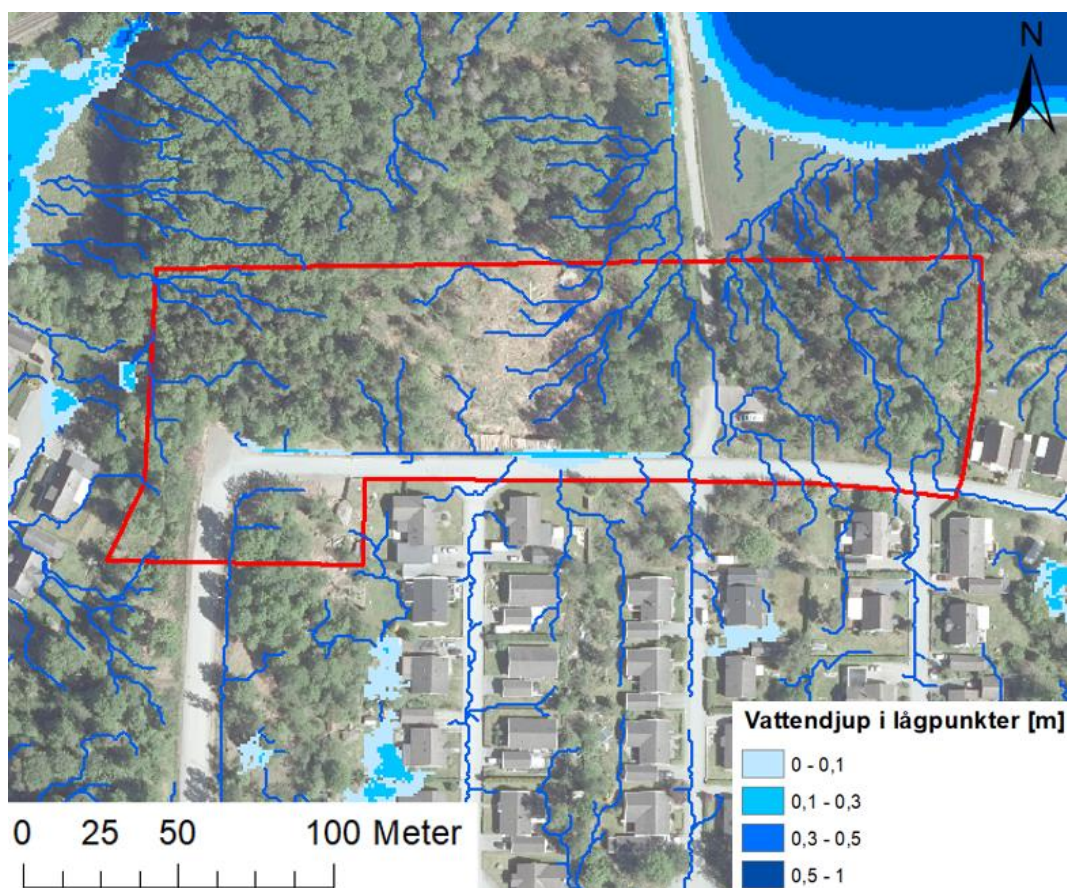 N
Vattendjup i lågpunkter [m]
0 - 0,1
0,1 - 0,3
0,3 - 0,5
0,5 - 1
0 25 50 100 Meter